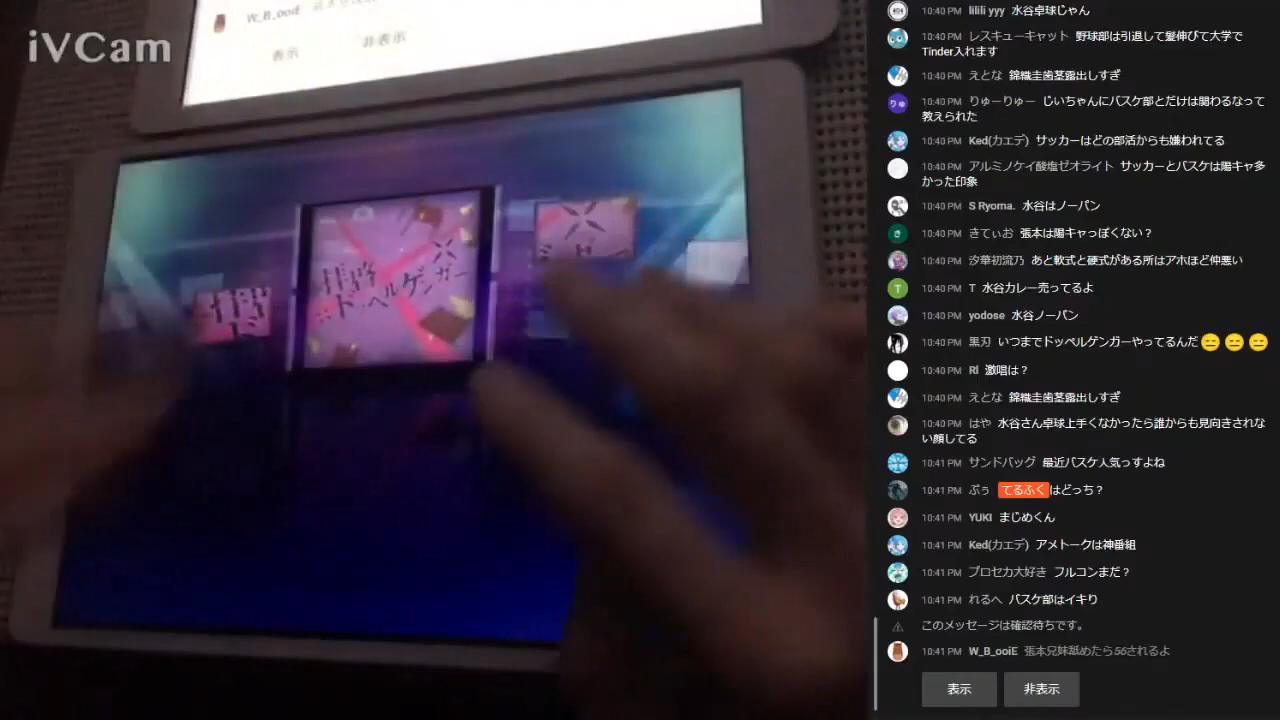 iVCam
W_B_ooiE
表示
非表示
拝啓
ドッペルゲンガー
10:40 PM lilili yyy 水谷卓球じゃん
10:40 PM レスキューキャット 野球部は引退して髪伸びて大学で
Tinder入れます
10:40 PM えとな 錦織圭歯茎露出しすぎ
りゅ 10:40 PM りゅーりゅー じいちゃんにバスケ部とだけは関わるなって
教えられた
10:40 PM Ked(カエデ) サッカーはどの部活からも嫌われてる
10:40 PM アルミノケイ酸塩ゼオライト サッカーとバスケは陽キャ多
かった印象
10:40 PM S Ryoma. 水谷はノーパン
き 10:40 PM きてぃお 張本は陽キャっぽくない？
10:40 PM 汐華初流乃 あと軟式と硬式がある所はアホほど仲悪い
T 10:40 PM T 水谷カレー売ってるよ
10:40 PM yodose 水谷ノーパン
10:40 PM 黒刃 いつまでドッペルゲンガーやってるんだ😑😑😑
10:40 PM Rl 激唱は？
10:40 PM えとな 錦織圭歯茎露出しすぎ
10:40 PM はや 水谷さん卓球上手くなかったら誰からも見向きされな
い顔してる
10:41 PM サンドバッグ 最近バスケ人気っすよね
10:41 PM ぷぅ てるふくはどっち？
10:41 PM YUKI まじめくん
10:41 PM Ked(カエデ) アメトークは神番組
10:41 PM プロセカ大好き フルコンまだ？
10:41 PM れるへ バスケ部はイキり
このメッセージは確認待ちです。
10:41 PM W_B_ooiE 張本兄妹舐めたら56されるよ
表示 非表示